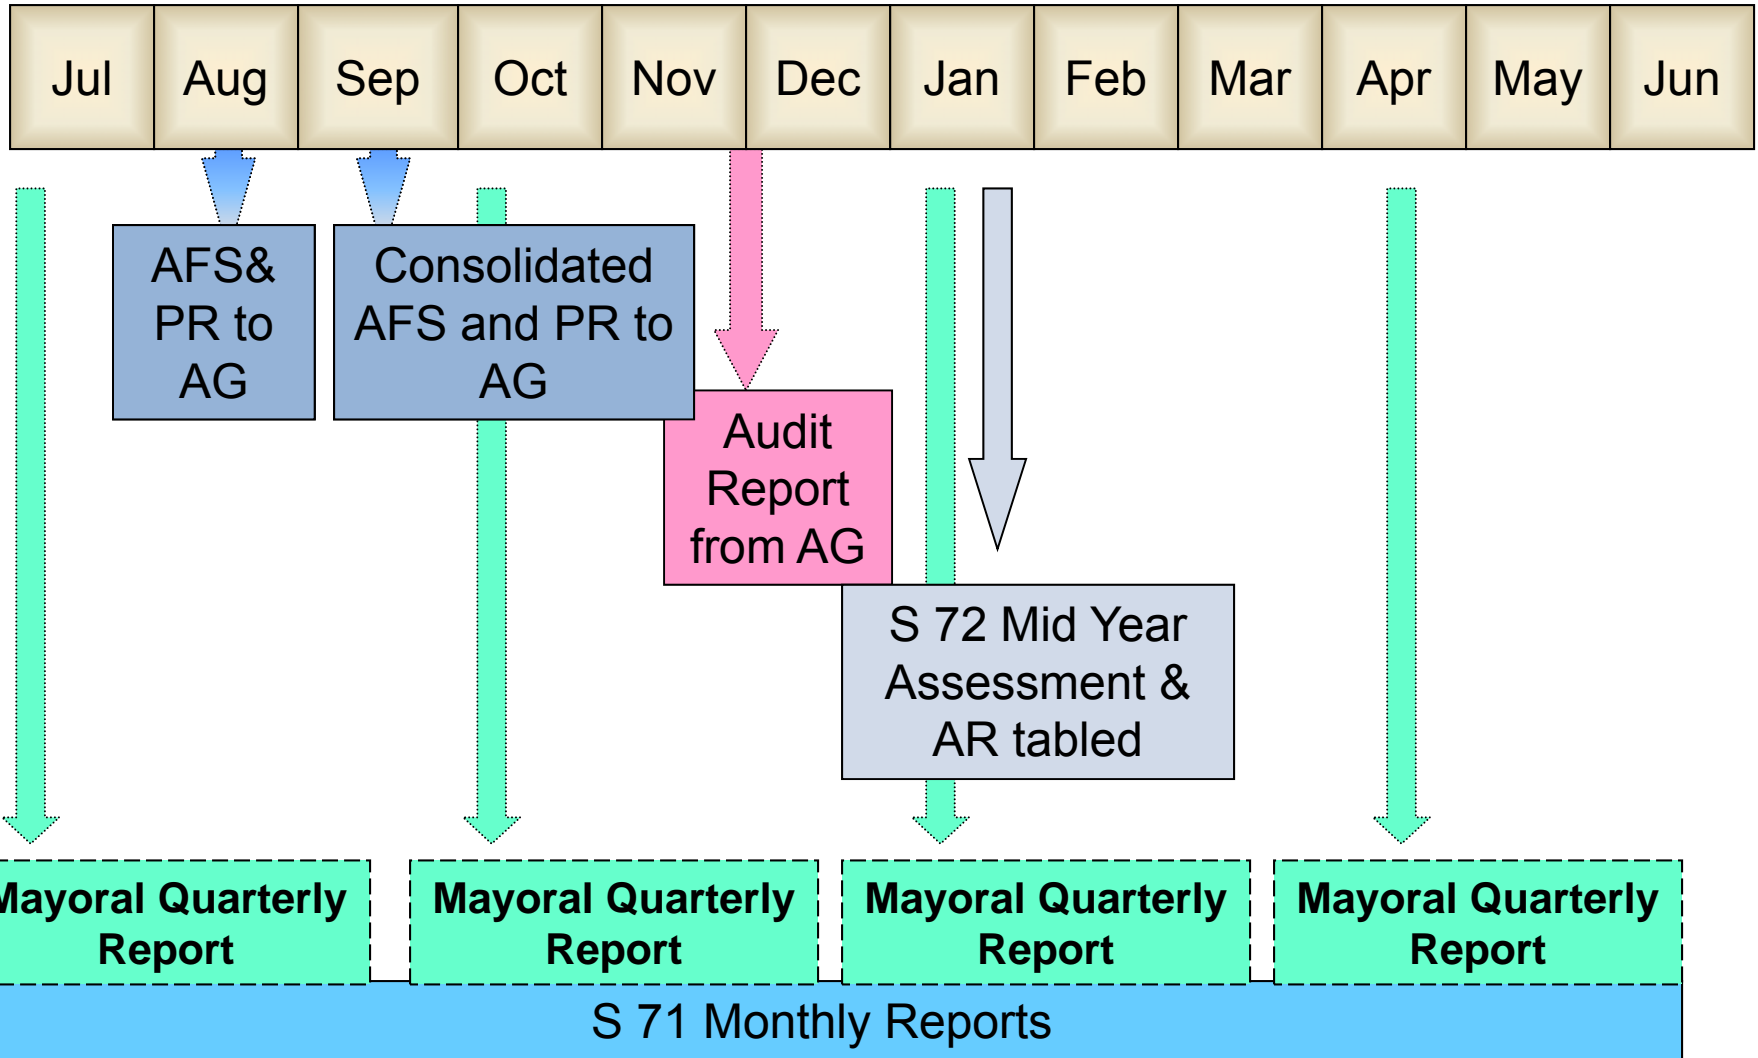 Jul Aug Sep Oct Nov Dec Jan Feb Mar Apr May Jun
AFS&
PR to
AG
Consolidated
AFS and PR to
AG
Audit
Report
from AG
S 72 Mid Year
Assessment &
AR tabled
Mayoral Quarterly
Report
Mayoral Quarterly
Report
Mayoral Quarterly
Report
Mayoral Quarterly
Report
S 71 Monthly Reports